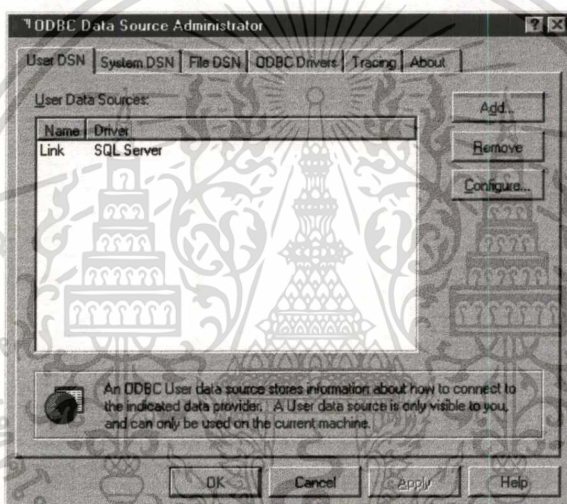 ODBC Data Source Administrator
User DSN System DSN File DSN ODBC Drivers Tracing About
User Data Sources:
Add...
Name Driver
Link SQL Server
Remove
Configure...
An ODBC User data source stores information about how to connect to
the indicated data provider. A User data source is only visible to you,
and can only be used on the current machine.
OK Cancel Apply Help